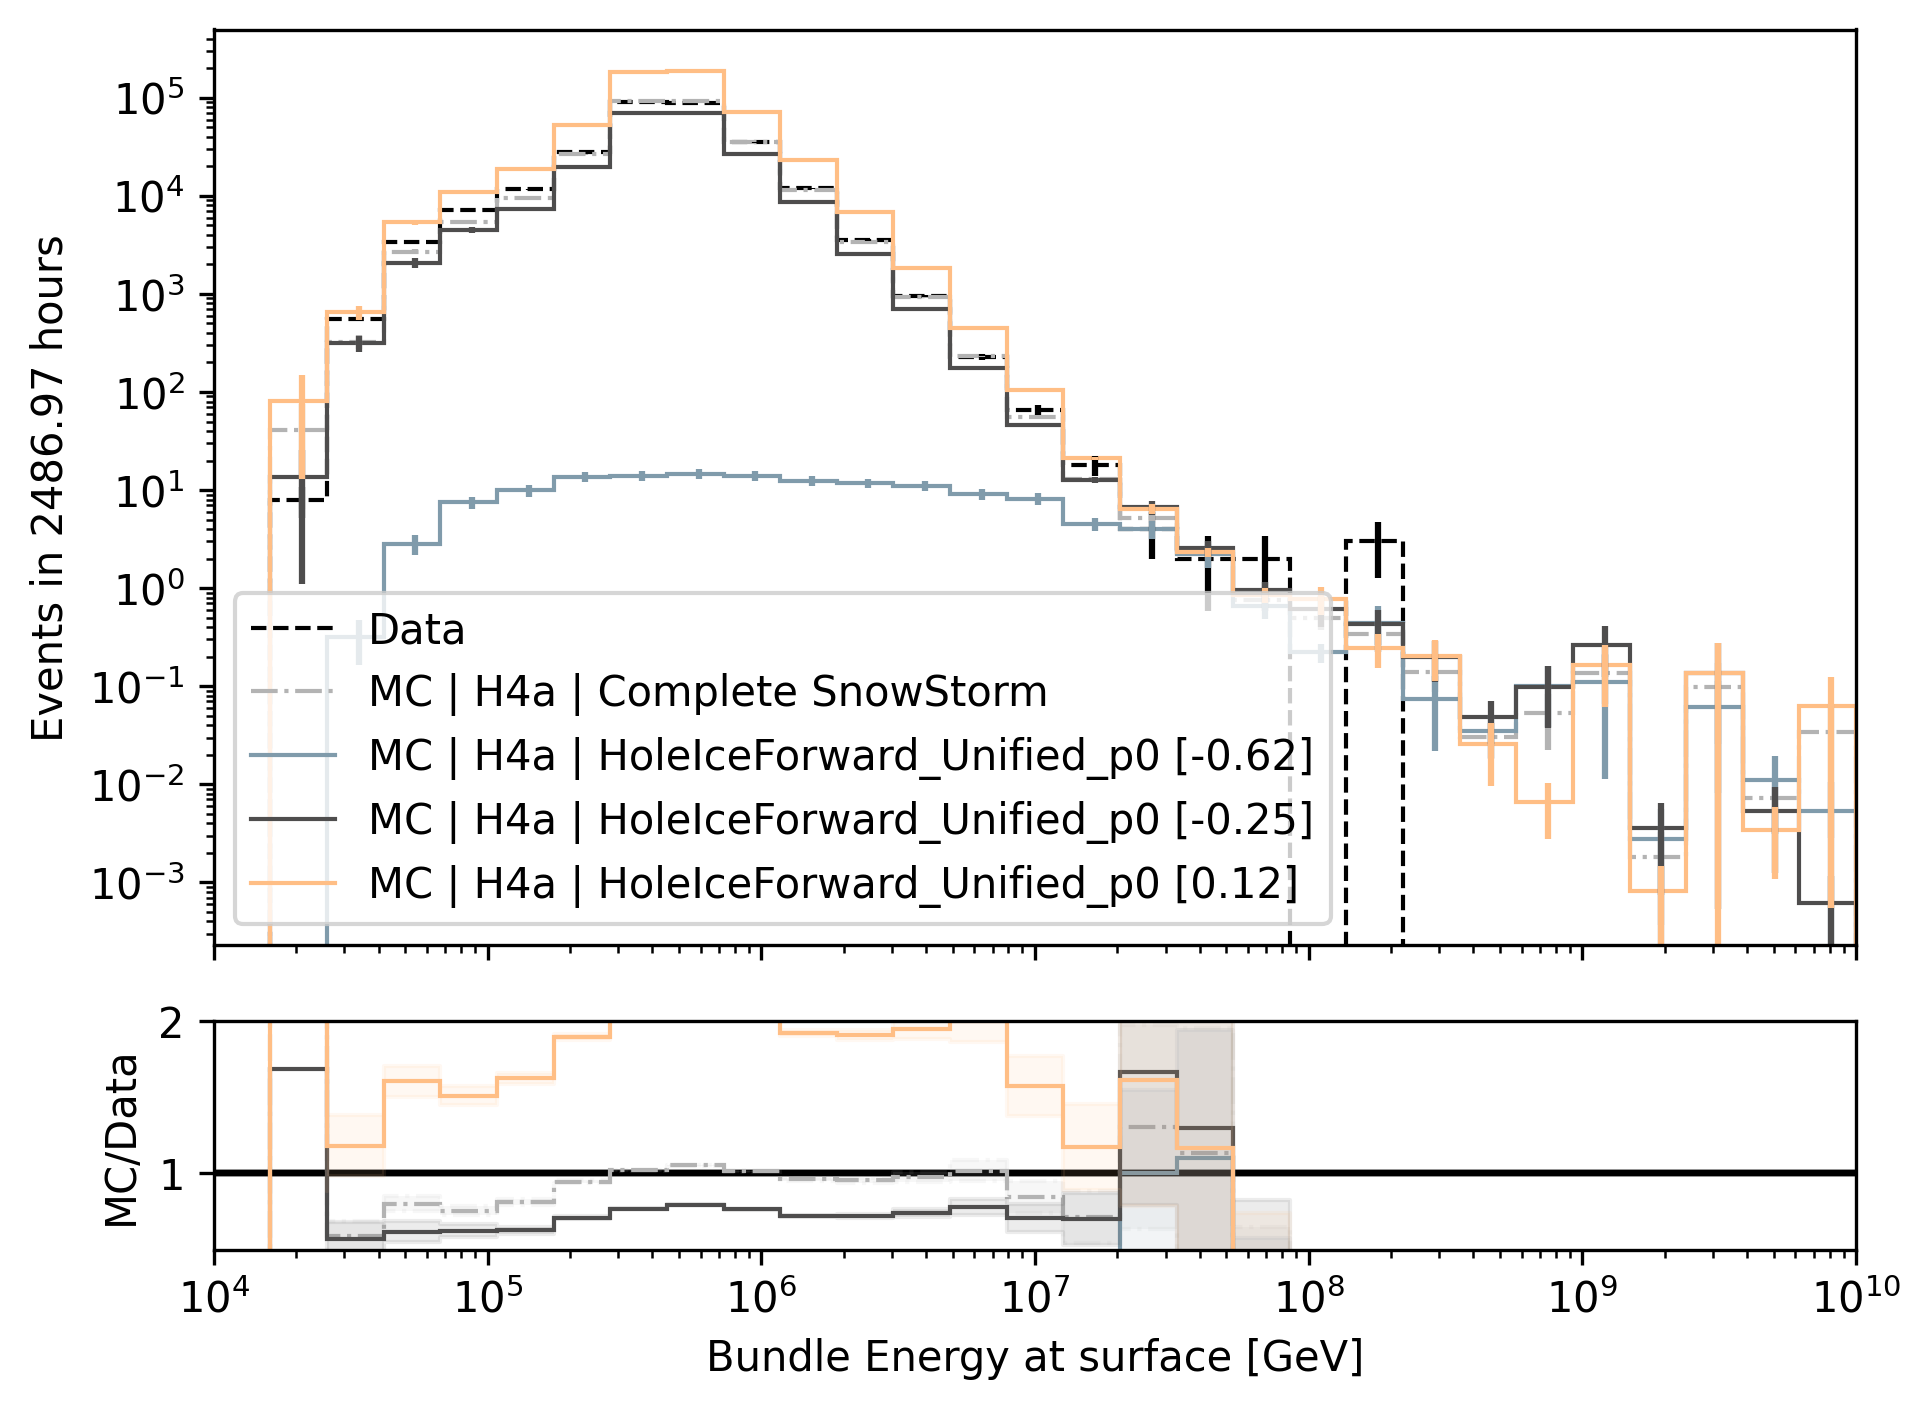 10^5
10^4
10^3
10^2
10^1
10^0
10^-1
10^-2
10^-3
Events in 2486.97 hours
Data
MC | H4a | Complete SnowStorm
MC | H4a | HoleIceForward_Unified_p0 [-0.62]
MC | H4a | HoleIceForward_Unified_p0 [-0.25]
MC | H4a | HoleIceForward_Unified_p0 [0.12]
2
1
MC/Data
10^4 10^5 10^6 10^7 10^8 10^9 10^10
Bundle Energy at surface [GeV]